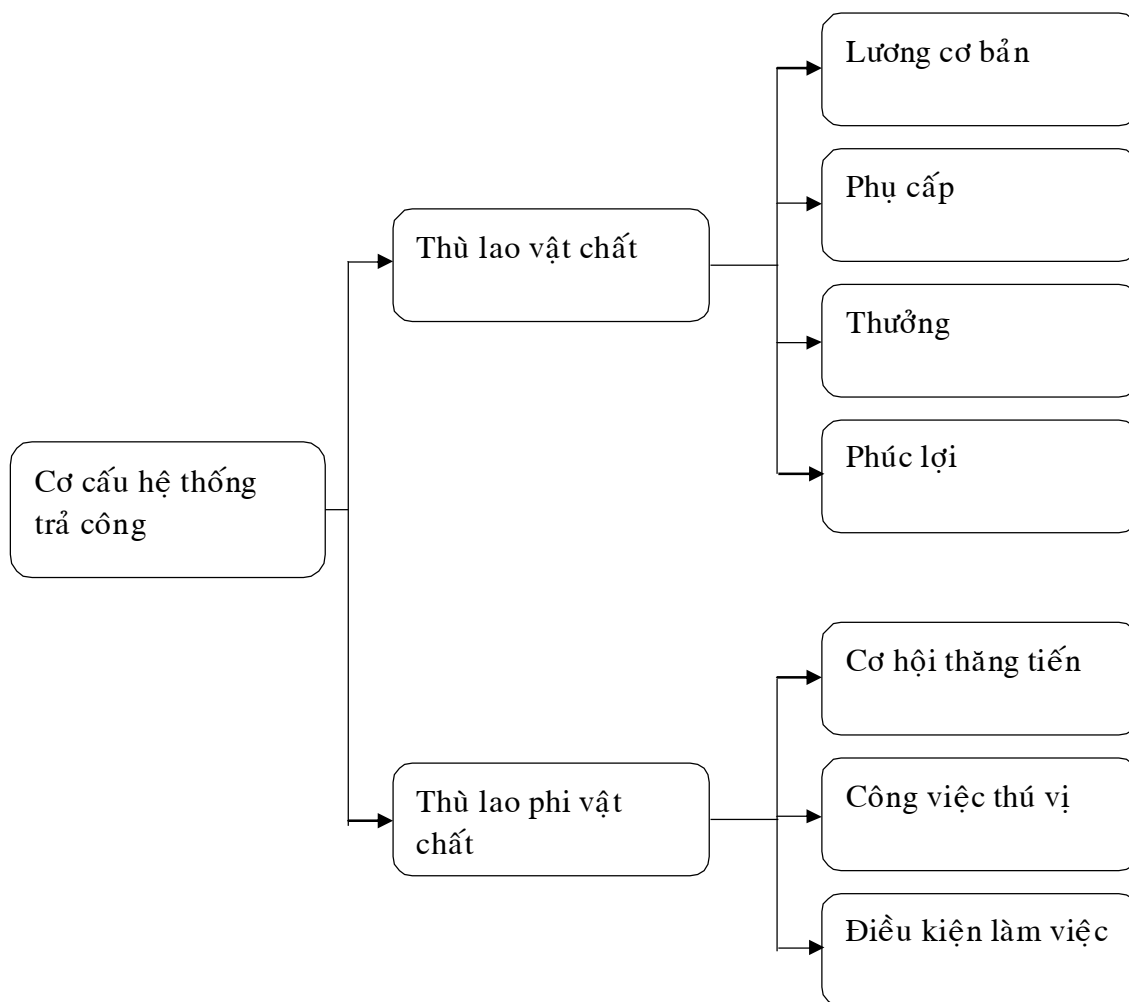 Lương cơ bản
Phụ cấp
Thù lao vật chất
Thưởng
Phúc lợi
Cơ cấu hệ thống
trả công
Cơ hội thăng tiến
Thù lao phi vật
chất
Công việc thú vị
Điều kiện làm việc